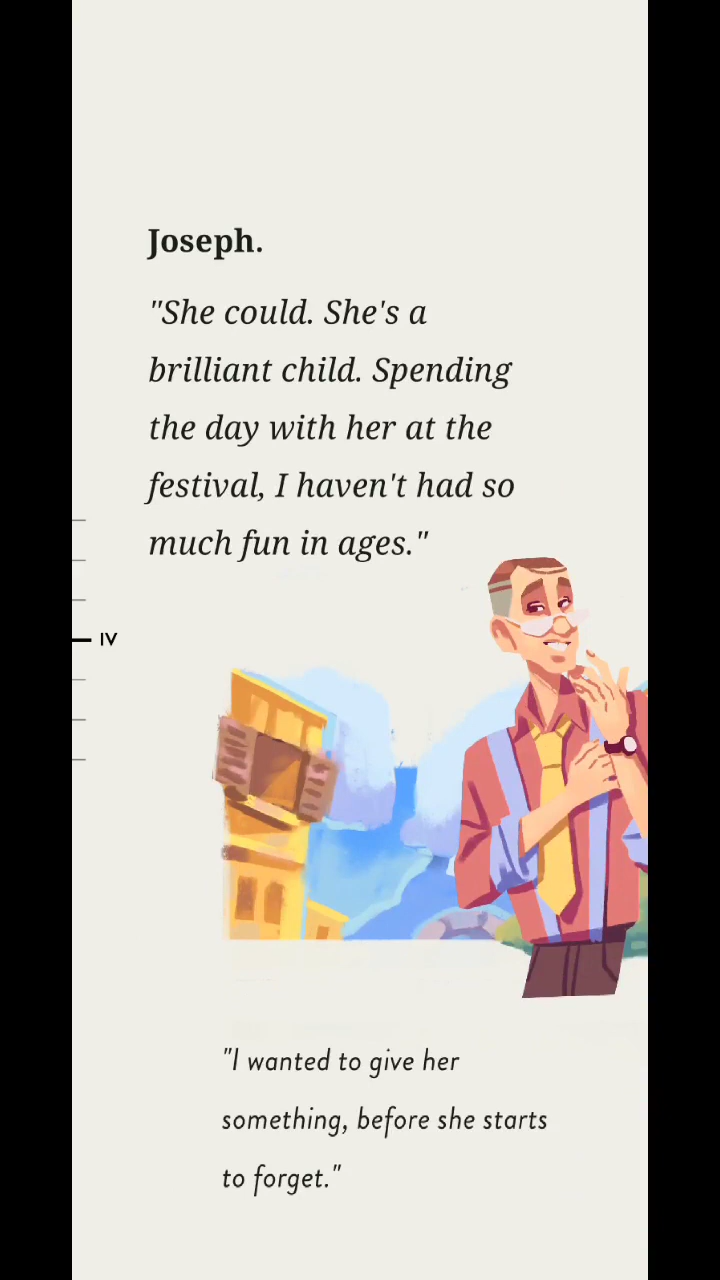 Joseph.
"She could. She's a
brilliant child. Spending
the day with her at the
festival, I haven't had so
much fun in ages."
IV
"I wanted to give her
something, before she starts
to forget."